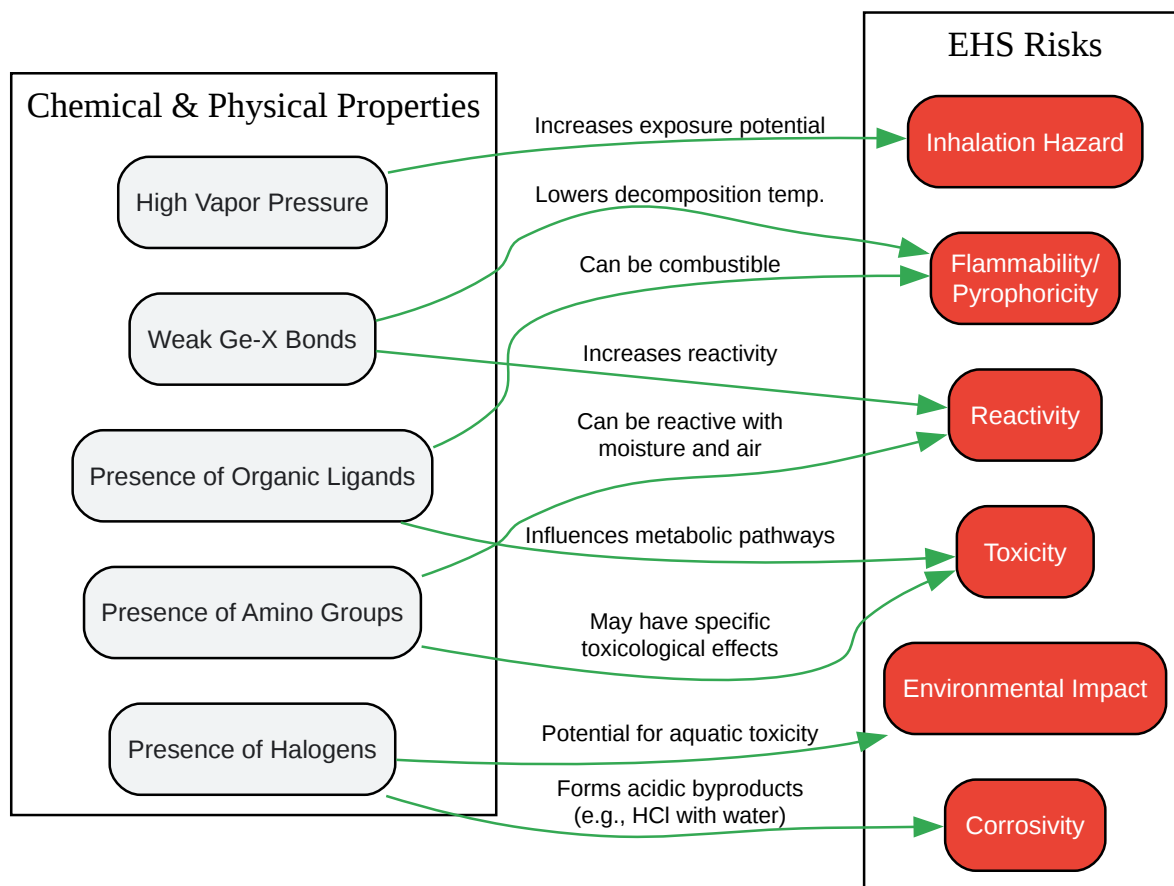 EHS Risks
Chemical & Physical Properties
Increases exposure potential
Inhalation Hazard
High Vapor Pressure
Lowers decomposition temp.
Can be combustible
Flammability/
Pyrophoricity
Weak Ge-X Bonds
Increases reactivity
Reactivity
Can be reactive with
moisture and air
Presence of Organic Ligands
Influences metabolic pathways
Toxicity
Presence of Amino Groups
May have specific
toxicological effects
Environmental Impact
Presence of Halogens
Potential for aquatic toxicity
Forms acidic byproducts
(e.g., HCl with water)
Corrosivity